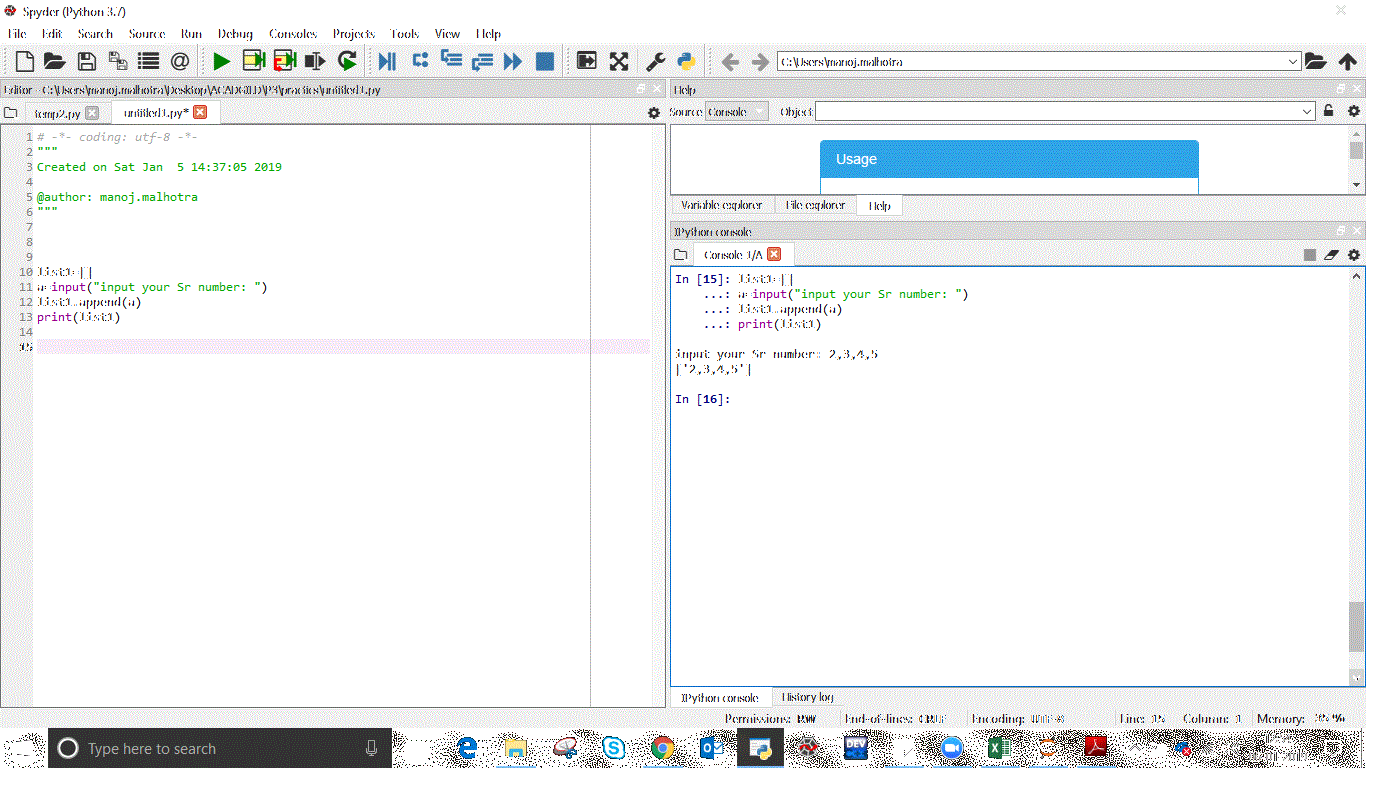 Spyder (Python 3.7)
File Edit Search Source Run Debug Consoles Projects Tools View Help
C:\Users\manoj.malhotra
Editor - C:\Users\manoj.malhotra\Desktop\ACADGILD\P3\practics\untitled1.py
Help
temp2.py untitled1.py*
Source Console Object
1 # -*- coding: utf-8 -*-
2 """
3 Created on Sat Jan  5 14:37:05 2019
4
5 @author: manoj.malhotra
6 """
7
8
9
10 list1=[]
11 a=input("input your Sr number: ")
12 list1.append(a)
13 print(list1)
14
15
Usage
Variable explorer File explorer Help
IPython console
Console 1/A
In [15]: list1=[]
...: a=input("input your Sr number: ")
...: list1.append(a)
...: print(list1)
input your Sr number: 2,3,4,5
['2,3,4,5']
In [16]:
IPython console History log
Permissions: RW End-of-lines: CRLF Encoding: UTF-8 Line: 15 Column: 1 Memory:
Type here to search
DEV